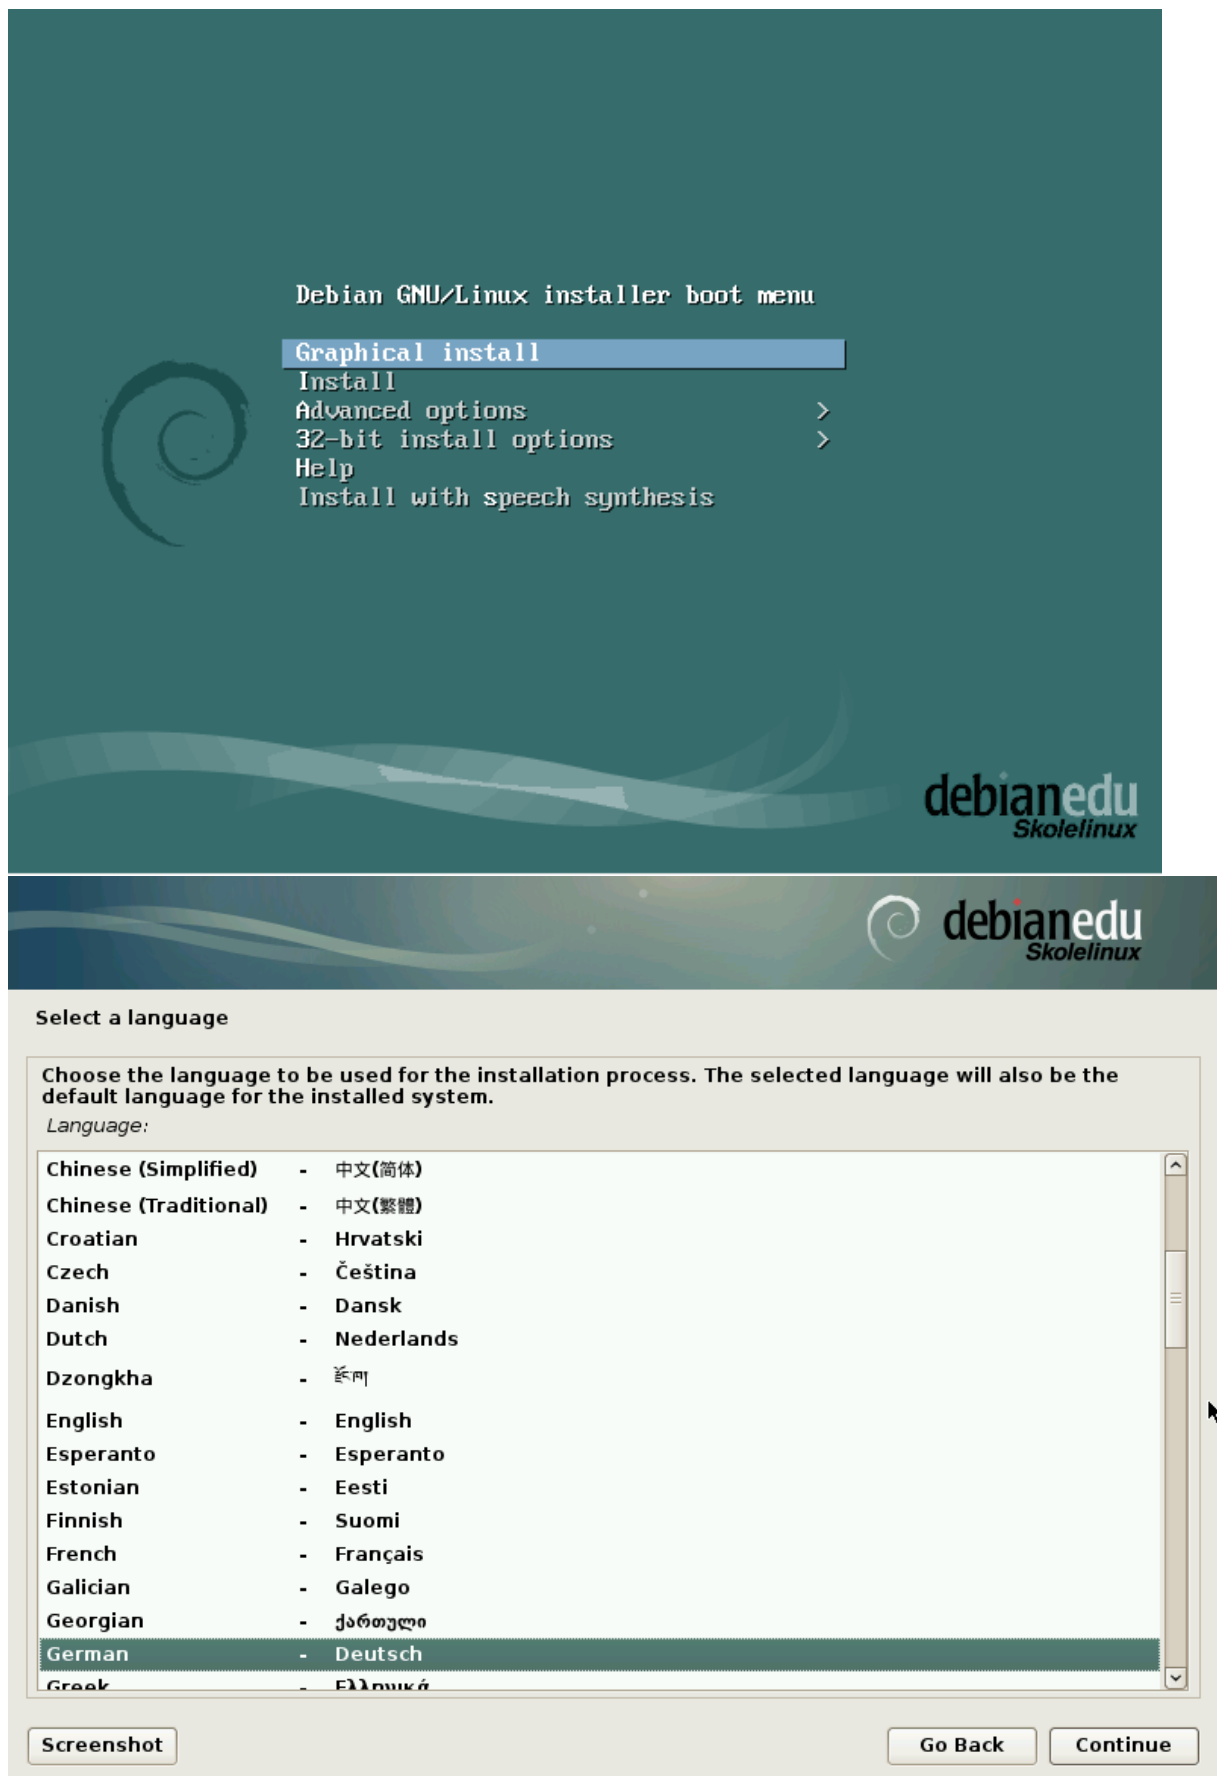 Debian GNU/Linux installer boot menu
Graphical install
Install
Advanced options >
32-bit install options >
Help
Install with speech synthesis
debianedu
Skolelinux
debianedu
Skolelinux
Select a language
Choose the language to be used for the installation process. The selected language will also be the
default language for the installed system.
Language:
Chinese (Simplified) - 中文(简体)
Chinese (Traditional) - 中文(繁體)
Croatian - Hrvatski
Czech - Čeština
Danish - Dansk
Dutch - Nederlands
Dzongkha - རྫོང་ཁ།
English - English
Esperanto - Esperanto
Estonian - Eesti
Finnish - Suomi
French - Français
Galician - Galego
Georgian - ქართული
German - Deutsch
Greek - Ελληνικά
Screenshot Go Back Continue